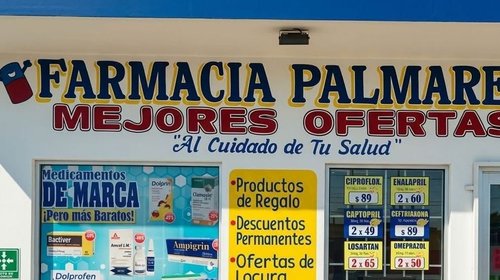 FARMACIA PALMARE
MEJORES OFERTAS
"Al Cuidado de Tu Salud"
Medicamentos
DE MARCA
¡Pero más Baratos!
Dolprin
Bactiver
Amcef I.M.
Ampigrin
Dolprofen
•Productos
de Regalo
•Descuentos
Permanentes
•Ofertas de
Locura
CIPROFLOX.
$ 89
ENALAPRIL
2 x 60
CAPTOPRIL
2 x 49
CEFTRIAXONA
$ 89
LOSARTAN
2 x 65
OMEPRAZOL
2 x 50